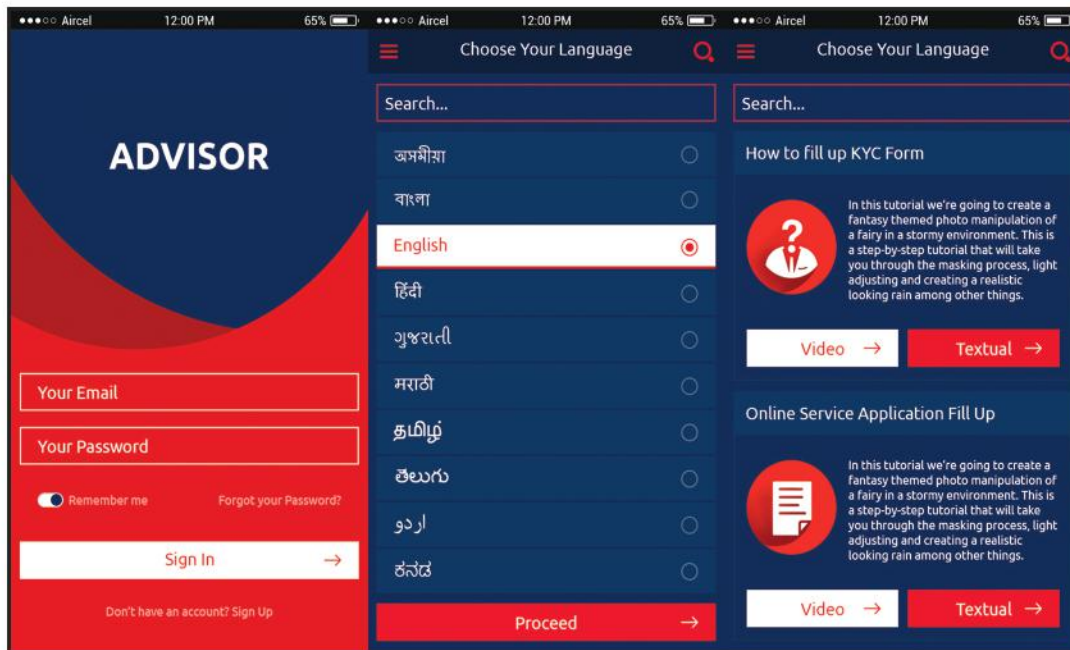 Aircel 12:00 PM 65%
ADVISOR
Your Email
Your Password
Remember me Forgot your Password?
Sign In
Don't have an account? Sign Up
Aircel 12:00 PM 65%
Choose Your Language
Search...
অসমীয়া
বাংলা
English
हिंदी
ગુજરાતી
मराठी
தமிழ்
తెలుగు
اردو
ಕನಡ
Proceed
Aircel 12:00 PM 65%
Choose Your Language
Search...
How to fill up KYC Form
In this tutorial we're going to create a
fantasy themed photo manipulation of
a fairy in a stormy environment. This is
a step-by-step tutorial that will take
you through the masking process, light
adjusting and creating a realistic
looking rain among other things.
Video Textual
Online Service Application Fill Up
In this tutorial we're going to create a
fantasy themed photo manipulation of
a fairy in a stormy environment. This is
a step-by-step tutorial that will take
you through the masking process, light
adjusting and creating a realistic
looking rain among other things.
Video Textual